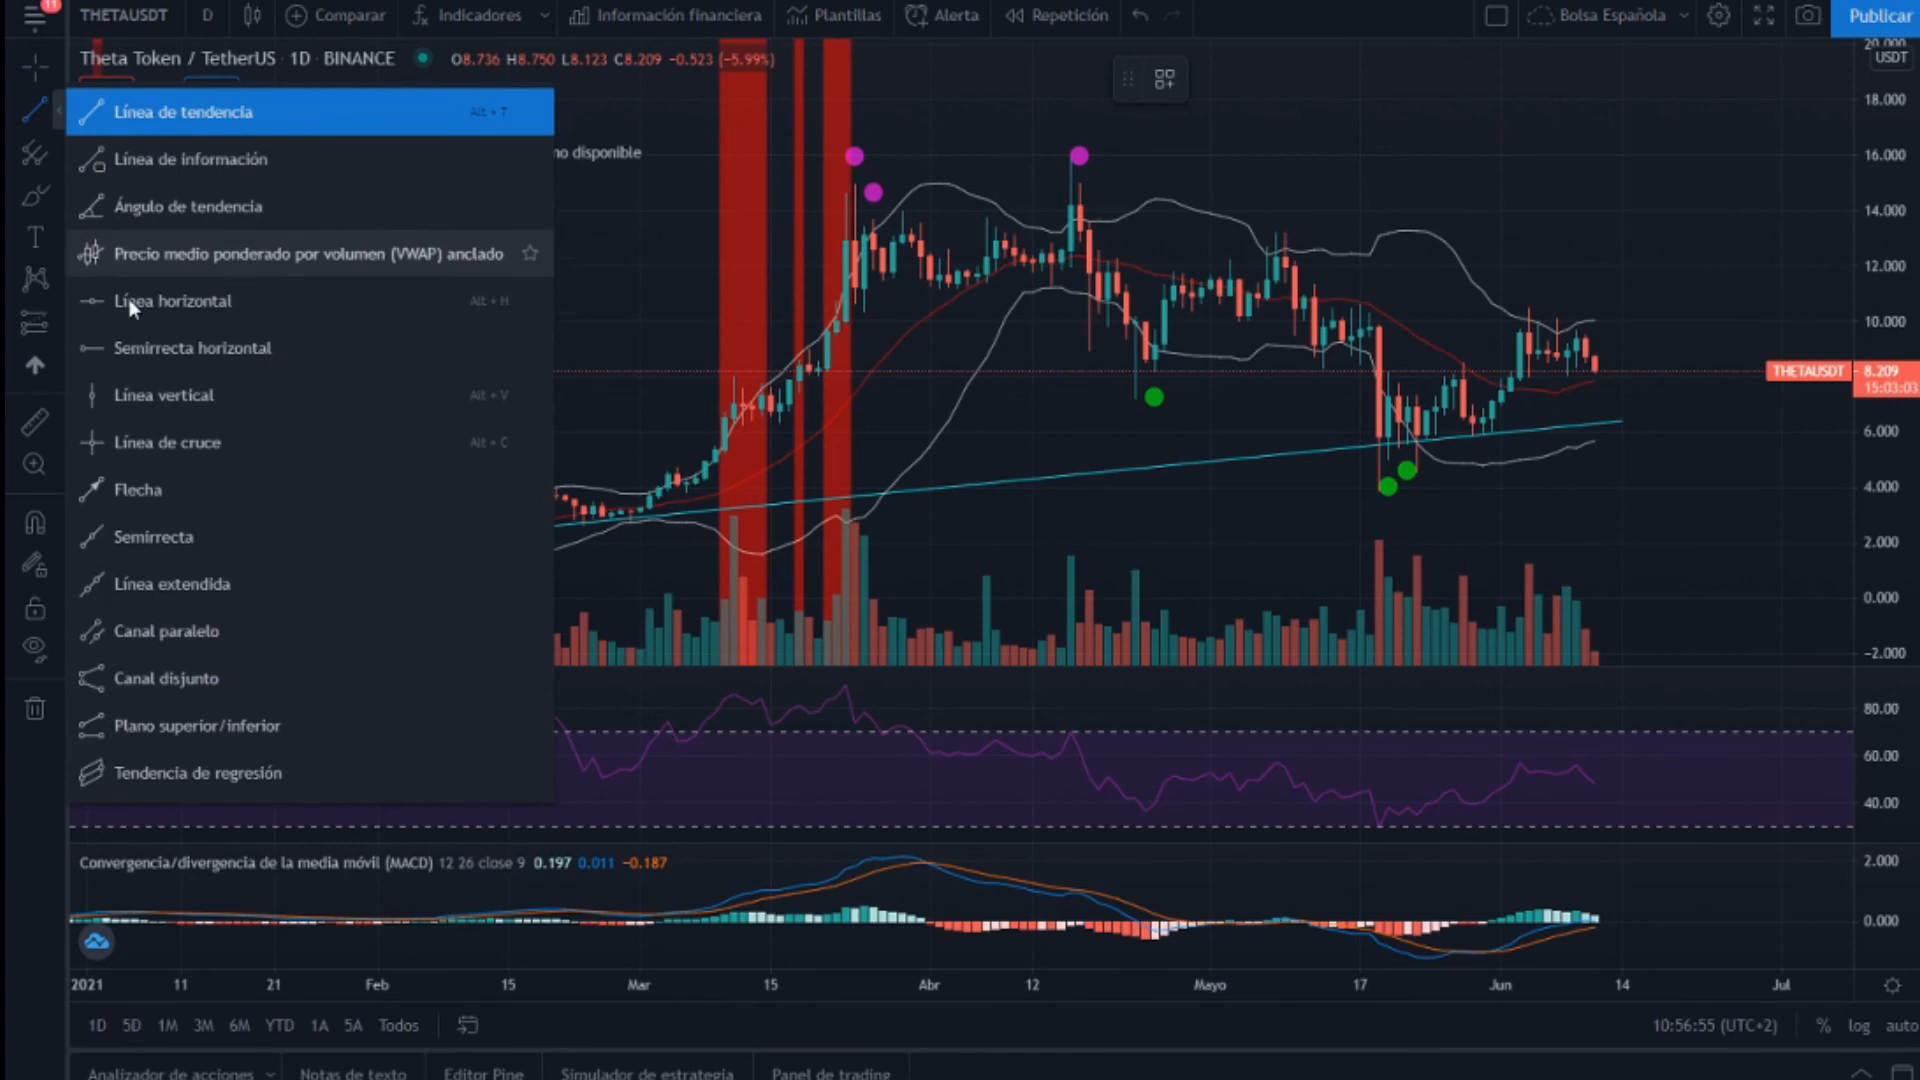 11
THETAUSDT D Comparar Indicadores Información financiera Plantillas Alerta Repetición Bolsa Española Publicar
Theta Token / TetherUS · 1D · BINANCE O8.736 H8.750 L8.123 C8.209 −0.523 (−5.99%)
20.000
USDT
18.000
16.000
14.000
12.000
10.000
THETAUSDT 8.209
15:03:03
6.000
4.000
2.000
0.000
−2.000
no disponible
Línea de tendencia Alt + T
Línea de información
Ángulo de tendencia
Precio medio ponderado por volumen (VWAP) anclado
Línea horizontal Alt + H
Semirrecta horizontal
Línea vertical Alt + V
Línea de cruce Alt + C
Flecha
Semirrecta
Línea extendida
Canal paralelo
Canal disjunto
Plano superior/inferior
Tendencia de regresión
80.00
60.00
40.00
Convergencia/divergencia de la media móvil (MACD) 12 26 close 9 0.197 0.011 −0.187
2.000
0.000
2021 11 21 Feb 15 Mar 15 Abr 12 Mayo 17 Jun 14 Jul
1D 5D 1M 3M 6M YTD 1A 5A Todos 10:56:55 (UTC+2) % log auto
Analizador de acciones Notas de texto Editor Pine Simulador de estrategia Panel de trading